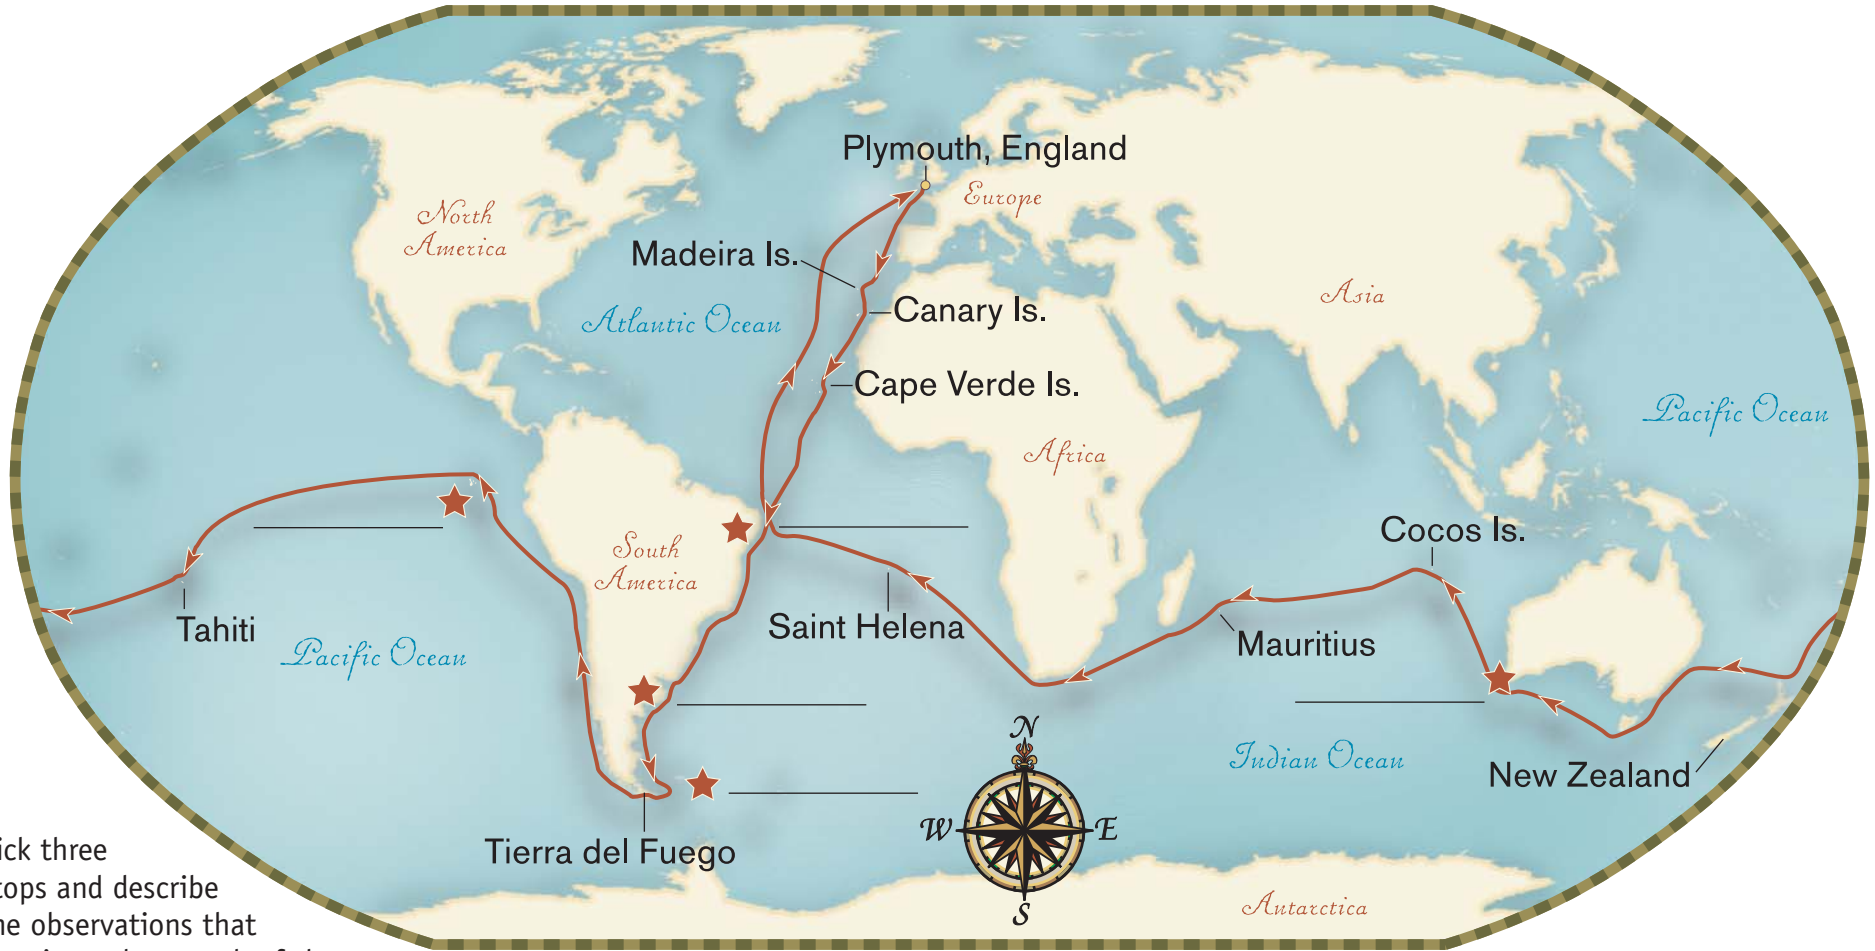 Plymouth, England
Europe
North
America
Madeira Is.
Asia
Atlantic Ocean
Canary Is.
Cape Verde Is.
Pacific Ocean
Africa
South
America
Cocos Is.
Saint Helena
Tahiti
Mauritius
Pacific Ocean
Indian Ocean
New Zealand
Tierra del Fuego
N
W
E
S
Antarctica
ick three
tops and describe
ne observations that